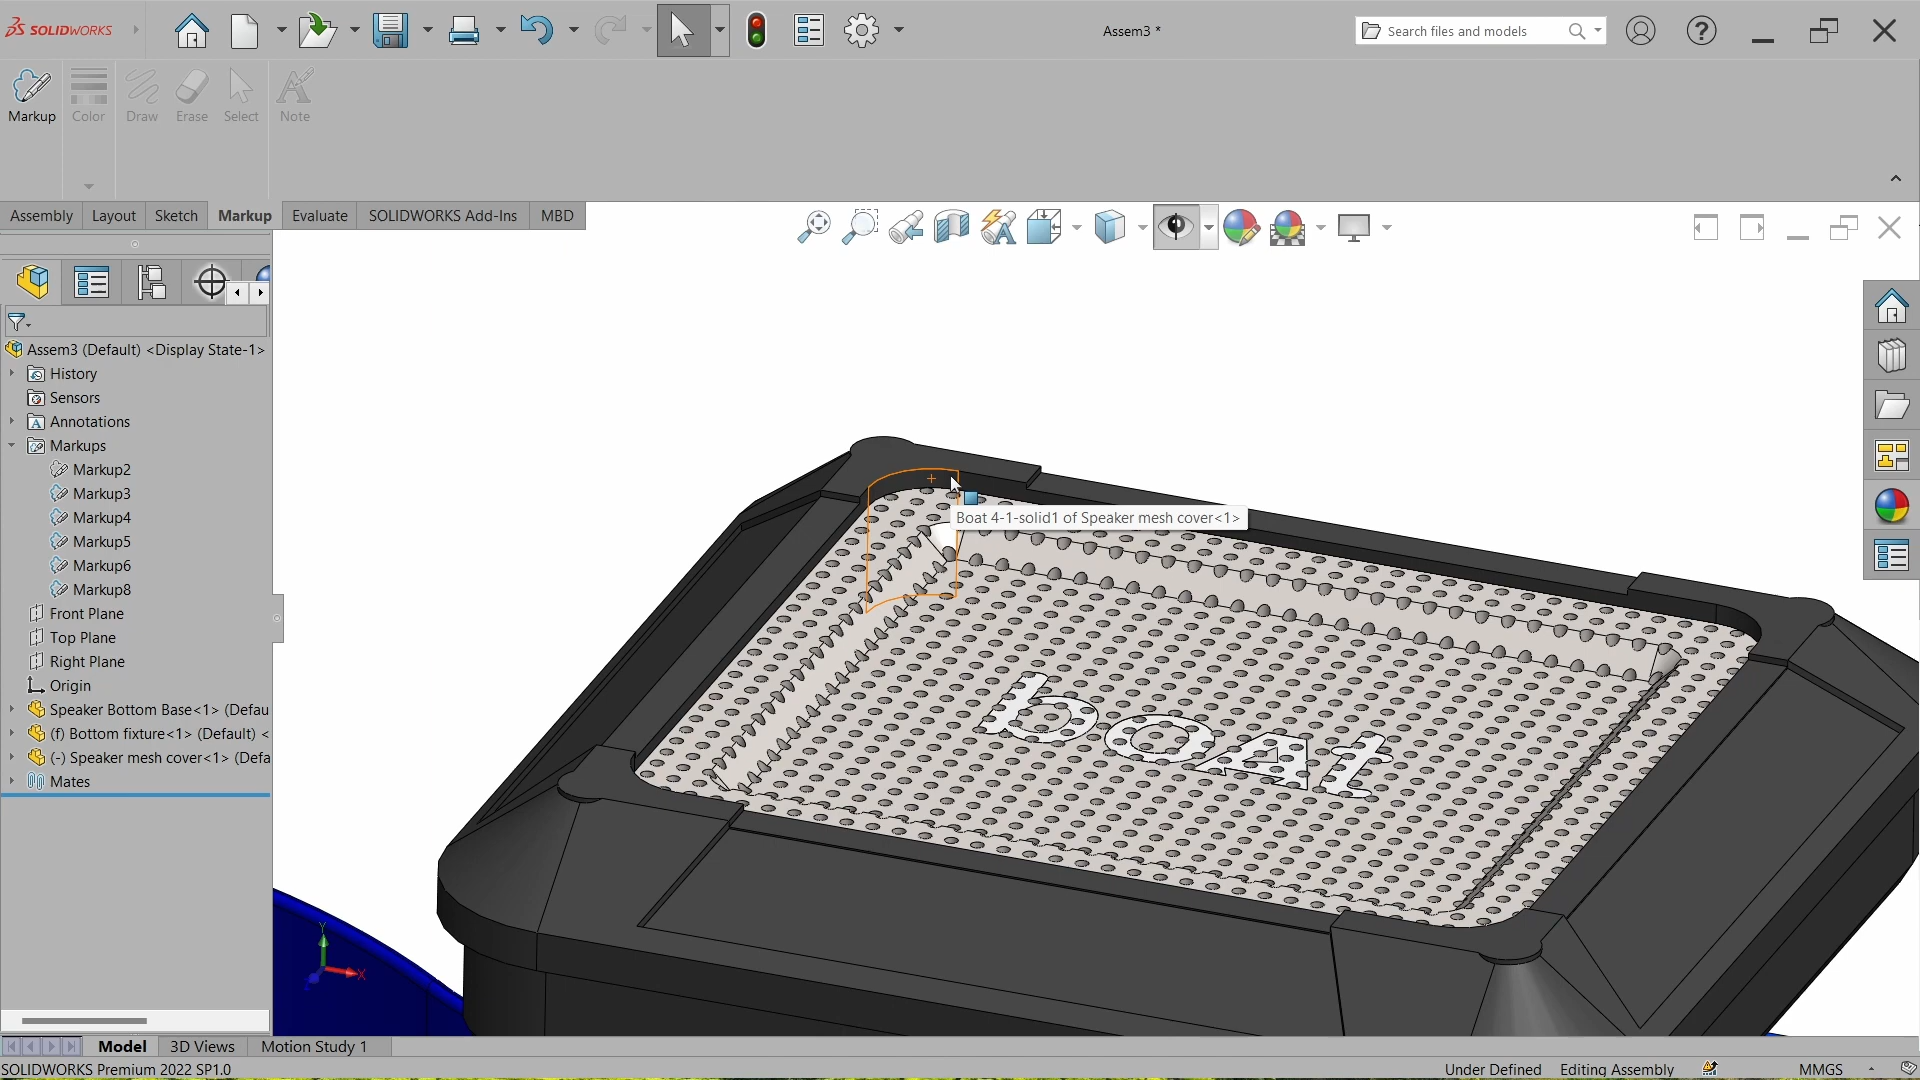 SOLIDWORKS
Assem3 *
Search files and models
Markup
Color
Draw
Erase
Select
Note
Assembly
Layout
Sketch
Markup
Evaluate
SOLIDWORKS Add-Ins
MBD
Assem3 (Default) <Display State-1>
History
Sensors
Annotations
Markups
Markup2
Markup3
Markup4
Markup5
Markup6
Markup8
Front Plane
Top Plane
Right Plane
Origin
Speaker Bottom Base<1> (Defau
(f) Bottom fixture<1> (Default) <
(-) Speaker mesh cover<1> (Defa
Mates
Boat 4-1-solid1 of Speaker mesh cover<1>
boAt
Y
X
Model
3D Views
Motion Study 1
SOLIDWORKS Premium 2022 SP1.0
Under Defined
Editing Assembly
MMGS